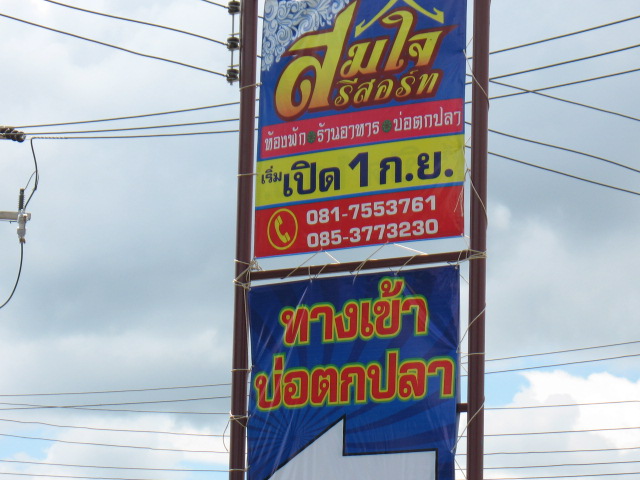 สมใจ
รีสอร์ท
ห้องพัก ร้านอาหาร บ่อตกปลา
เริ่มเปิด 1 ก.ย.
081-7553761
085-3773230
ทางเข้า
บ่อตกปลา